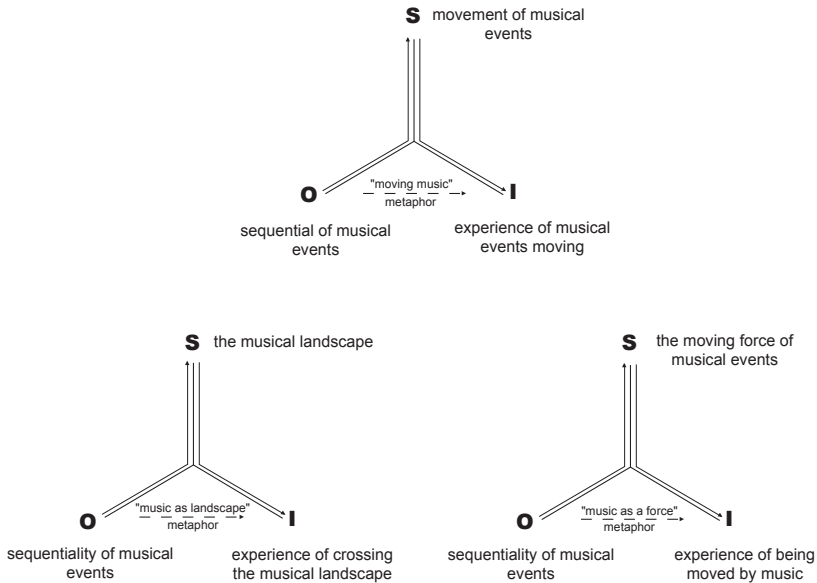 S movement of musical
events
"moving music"
O I
metaphor
sequential of musical
events
experience of musical
events moving
S the musical landscape
"music as landscape"
O I
metaphor
sequentiality of musical
events
experience of crossing
the musical landscape
S the moving force of
musical events
"music as a force"
O I
metaphor
sequentiality of musical
events
experience of being
moved by music